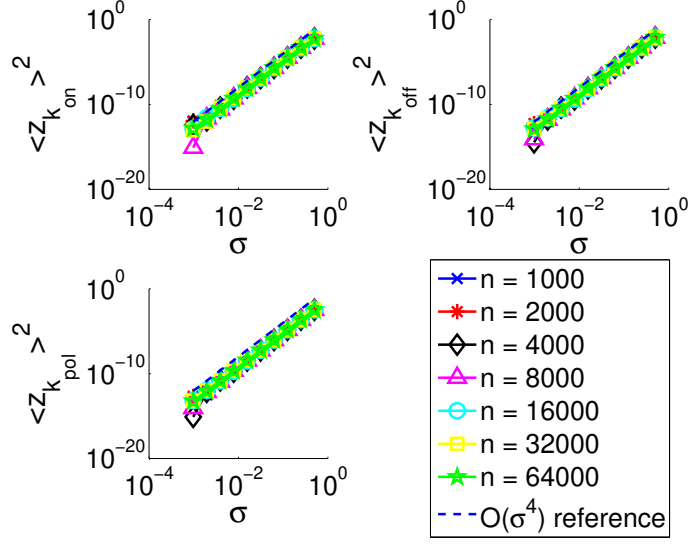 10^0
10^-10
10^-20
<z_k_on>^2
10^-4 10^-2 10^0
σ
10^0
10^-10
10^-20
<z_k_off>^2
10^-4 10^-2 10^0
σ
10^0
10^-10
10^-20
<z_k_pol>^2
10^-4 10^-2 10^0
σ
n = 1000
n = 2000
n = 4000
n = 8000
n = 16000
n = 32000
n = 64000
O(σ^4) reference